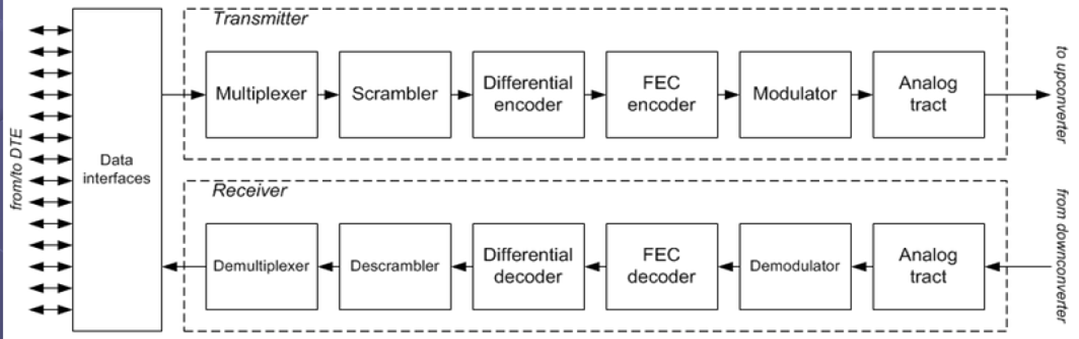 from/to DTE
Data
interfaces
Transmitter
Multiplexer
Scrambler
Differential
encoder
FEC
encoder
Modulator
Analog
tract
to upconverter
Receiver
Demultiplexer
Descrambler
Differential
decoder
FEC
decoder
Demodulator
Analog
tract
from downconverter